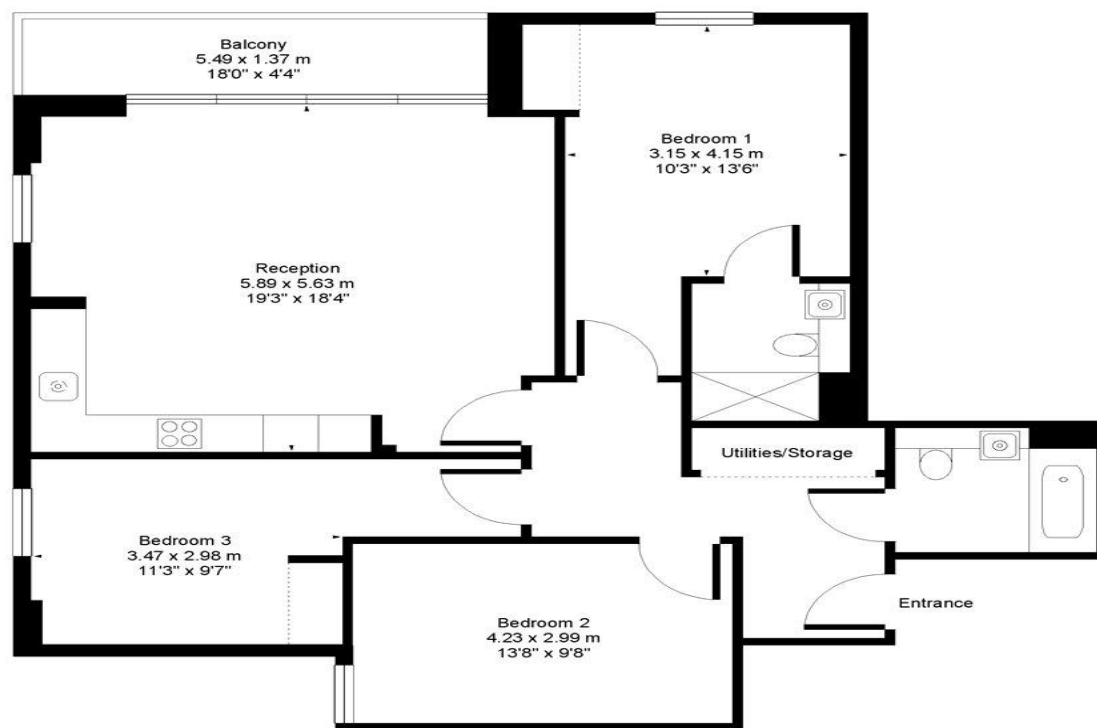 Balcony
5.49 x 1.37 m
18'0" x 4'4"
Bedroom 1
3.15 x 4.15 m
10'3" x 13'6"
Reception
5.89 x 5.63 m
19'3" x 18'4"
Utilities/Storage
Bedroom 3
3.47 x 2.98 m
11'3" x 9'7"
Entrance
Bedroom 2
4.23 x 2.99 m
13'8" x 9'8"